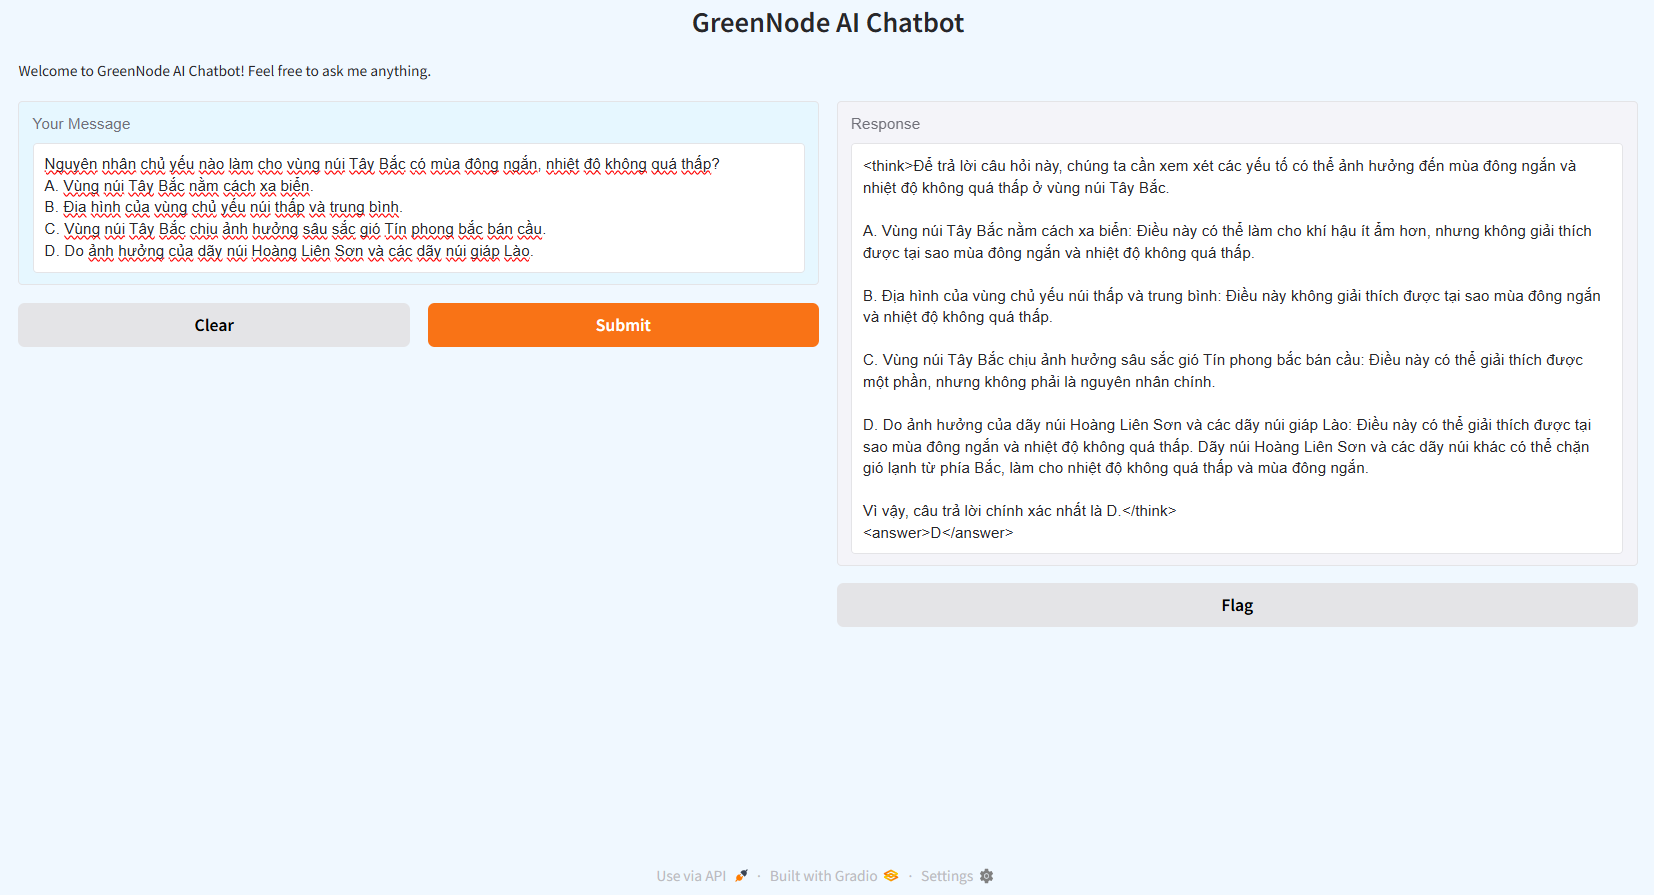 GreenNode AI Chatbot
Welcome to GreenNode AI Chatbot! Feel free to ask me anything.
Your Message
Nguyên nhân chủ yếu nào làm cho vùng núi Tây Bắc có mùa đông ngắn, nhiệt độ không quá thấp?
A. Vùng núi Tây Bắc nằm cách xa biển.
B. Địa hình của vùng chủ yếu núi thấp và trung bình.
C. Vùng núi Tây Bắc chịu ảnh hưởng sâu sắc gió Tín phong bắc bán cầu.
D. Do ảnh hưởng của dãy núi Hoàng Liên Sơn và các dãy núi giáp Lào.
Clear
Submit
Response
<think>Để trả lời câu hỏi này, chúng ta cần xem xét các yếu tố có thể ảnh hưởng đến mùa đông ngắn và
nhiệt độ không quá thấp ở vùng núi Tây Bắc.
A. Vùng núi Tây Bắc nằm cách xa biển: Điều này có thể làm cho khí hậu ít ẩm hơn, nhưng không giải thích
được tại sao mùa đông ngắn và nhiệt độ không quá thấp.
B. Địa hình của vùng chủ yếu núi thấp và trung bình: Điều này không giải thích được tại sao mùa đông ngắn
và nhiệt độ không quá thấp.
C. Vùng núi Tây Bắc chịu ảnh hưởng sâu sắc gió Tín phong bắc bán cầu: Điều này có thể giải thích được
một phần, nhưng không phải là nguyên nhân chính.
D. Do ảnh hưởng của dãy núi Hoàng Liên Sơn và các dãy núi giáp Lào: Điều này có thể giải thích được tại
sao mùa đông ngắn và nhiệt độ không quá thấp. Dãy núi Hoàng Liên Sơn và các dãy núi khác có thể chặn
gió lạnh từ phía Bắc, làm cho nhiệt độ không quá thấp và mùa đông ngắn.
Vì vậy, câu trả lời chính xác nhất là D.</think>
<answer>D</answer>
Flag
Use via API · Built with Gradio · Settings